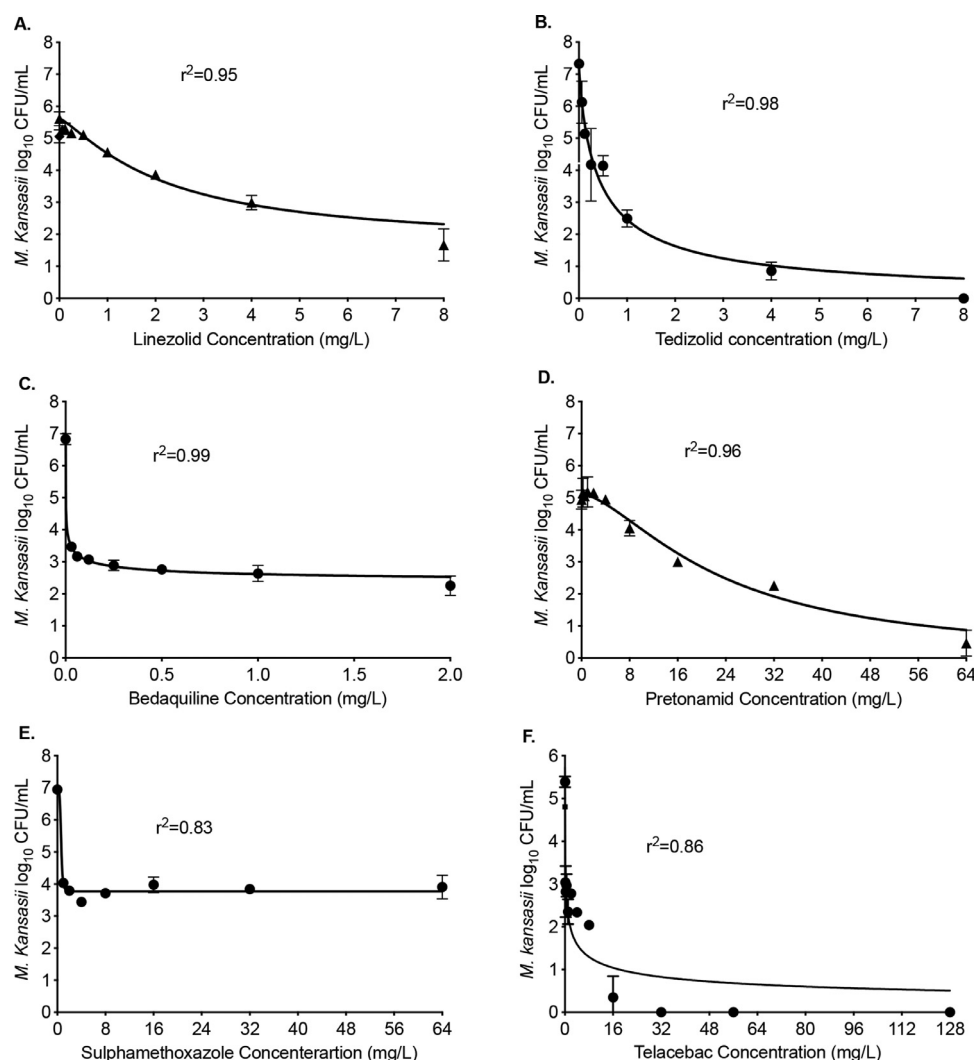 A.
M. Kansasii log10 CFU/mL
8
7
6
5
4
3
2
1
0
r2=0.95
0 1 2 3 4 5 6 7 8
Linezolid Concentration (mg/L)
B.
M. Kansasii log10 CFU/mL
8
7
6
5
4
3
2
1
0
r2=0.98
0 1 2 3 4 5 6 7 8
Tedizolid concentration (mg/L)
C.
M. Kansasii log10 CFU/mL
8
7
6
5
4
3
2
1
0
r2=0.99
0.0 0.5 1.0 1.5 2.0
Bedaquiline Concentration (mg/L)
D.
M. Kansasii log10 CFU/mL
8
7
6
5
4
3
2
1
0
r2=0.96
0 8 16 24 32 40 48 56 64
Pretonamid Concentration (mg/L)
E.
M. Kansasii log10 CFU/mL
8
7
6
5
4
3
2
1
0
r2=0.83
0 8 16 24 32 40 48 56 64
Sulphamethoxazole Concenterartion (mg/L)
F.
M. kansasii log10 CFU/mL
6
5
4
3
2
1
0
r2=0.86
0 16 32 48 64 80 96 112 128
Telacebac Concentration (mg/L)